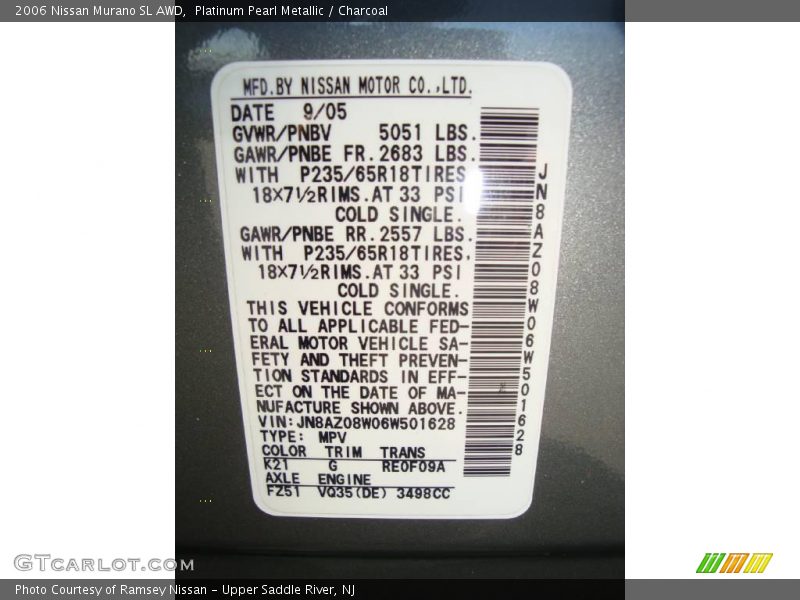 2006 Nissan Murano SL AWD,  Platinum Pearl Metallic / Charcoal
MFD.BY NISSAN MOTOR CO.,LTD.
DATE 9/05
GVWR/PNBV 5051 LBS.
GAWR/PNBE FR.2683 LBS.
WITH P235/65R18TIRES
18×7½RIMS.AT 33 PSI
COLD SINGLE.
GAWR/PNBE RR.2557 LBS.
WITH P235/65R18TIRES.
18×7½RIMS.AT 33 PSI
COLD SINGLE.
THIS VEHICLE CONFORMS
TO ALL APPLICABLE FED-
ERAL MOTOR VEHICLE SA-
FETY AND THEFT PREVEN-
TION STANDARDS IN EFF-
ECT ON THE DATE OF MA-
NUFACTURE SHOWN ABOVE.
VIN:JN8AZ08W06W501628
TYPE: MPV
COLOR TRIM TRANS
K21 G RE0F09A
AXLE ENGINE
FZ51 VQ35(DE) 3498CC
JN8AZ08W06W501628
GTcarlot.com
Photo Courtesy of Ramsey Nissan - Upper Saddle River, NJ